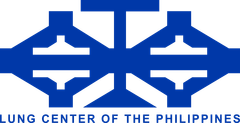 LUNG CENTER OF THE PHILIPPINES